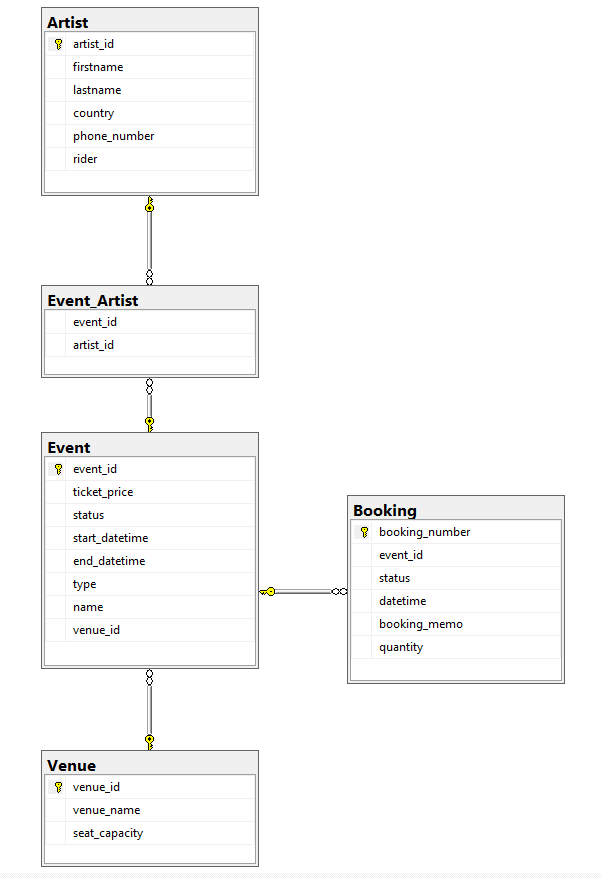 Artist
artist_id
firstname
lastname
country
phone_number
rider
Event_Artist
event_id
artist_id
Event
event_id
ticket_price
status
start_datetime
end_datetime
type
name
venue_id
Booking
booking_number
event_id
status
datetime
booking_memo
quantity
Venue
venue_id
venue_name
seat_capacity